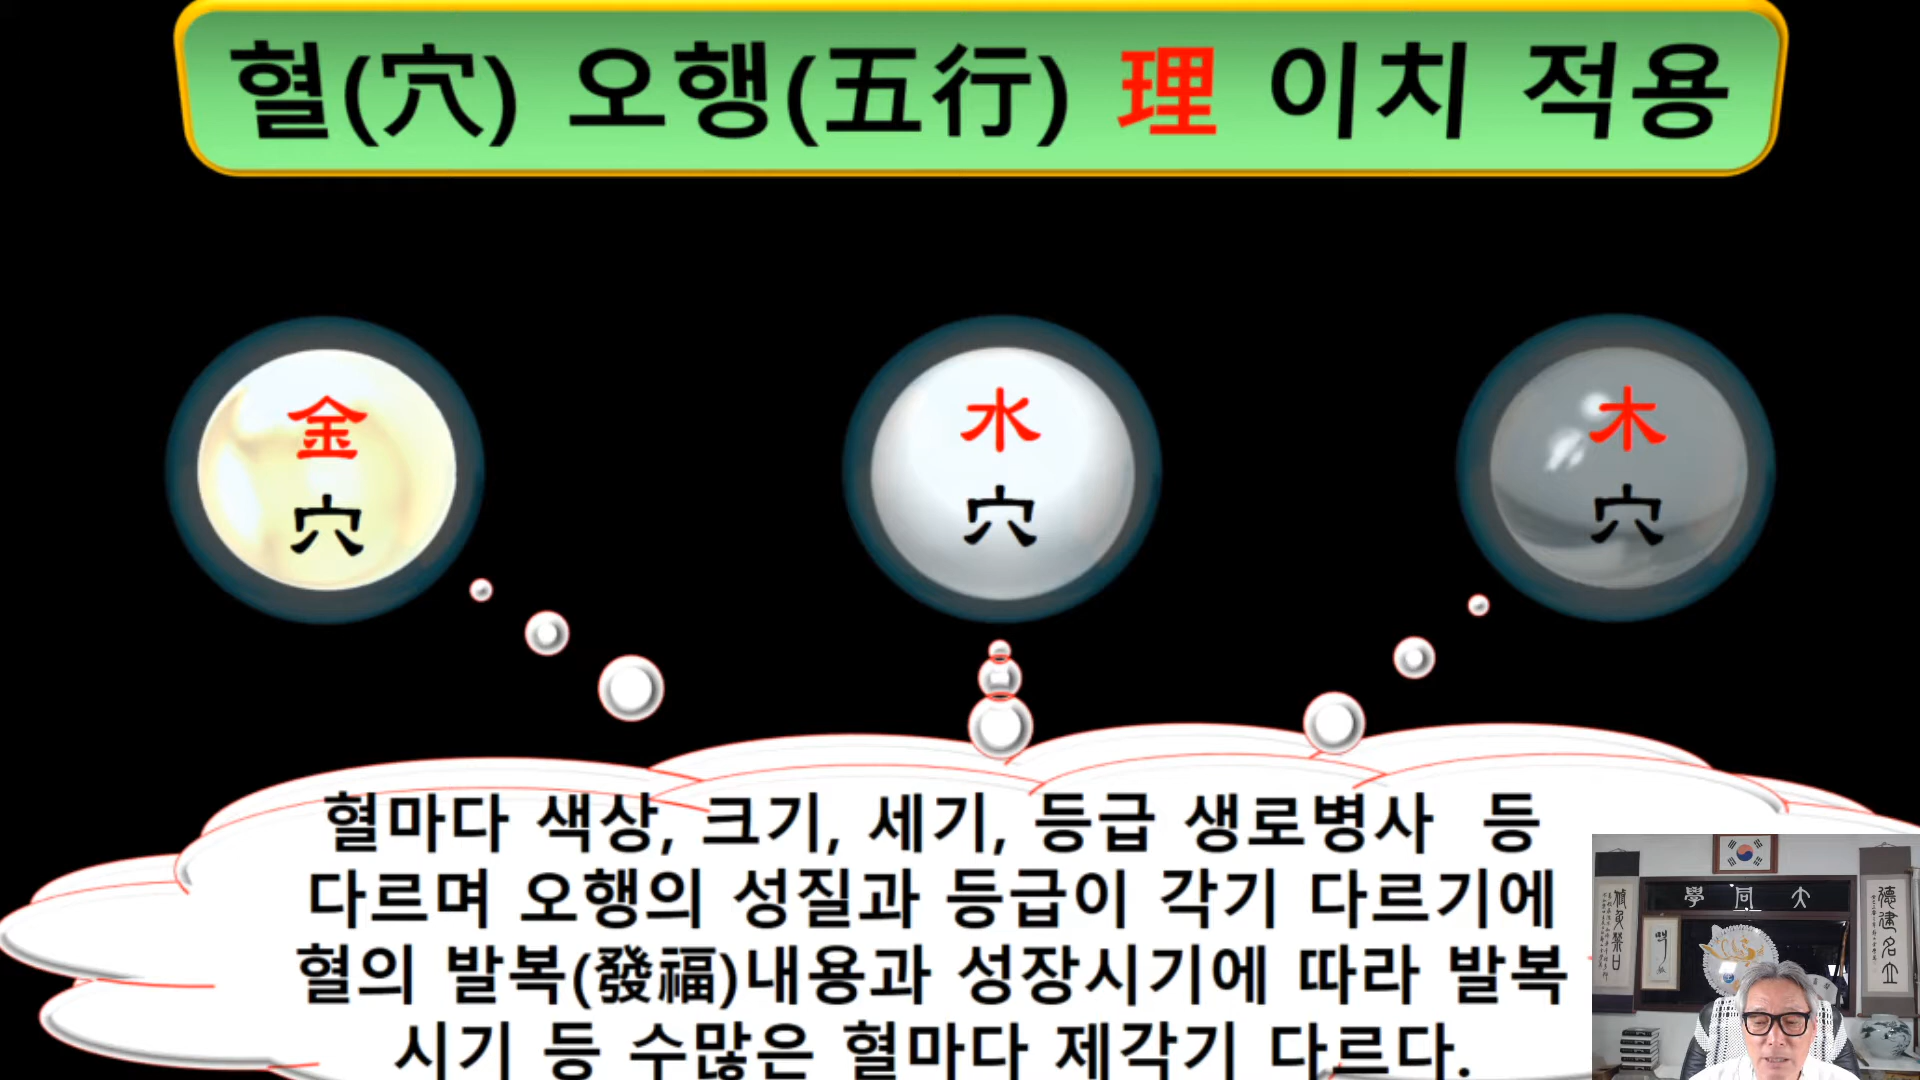 혈(穴) 오행(五行) 理 이치 적용
金
穴
水
穴
木
穴
혈마다 색상, 크기, 세기, 등급 생로병사 등
다르며 오행의 성질과 등급이 각기 다르기에
혈의 발복(發福)내용과 성장시기에 따라 발복
시기 등 수많은 혈마다 제각기 다르다.
學 同 大
德建名立